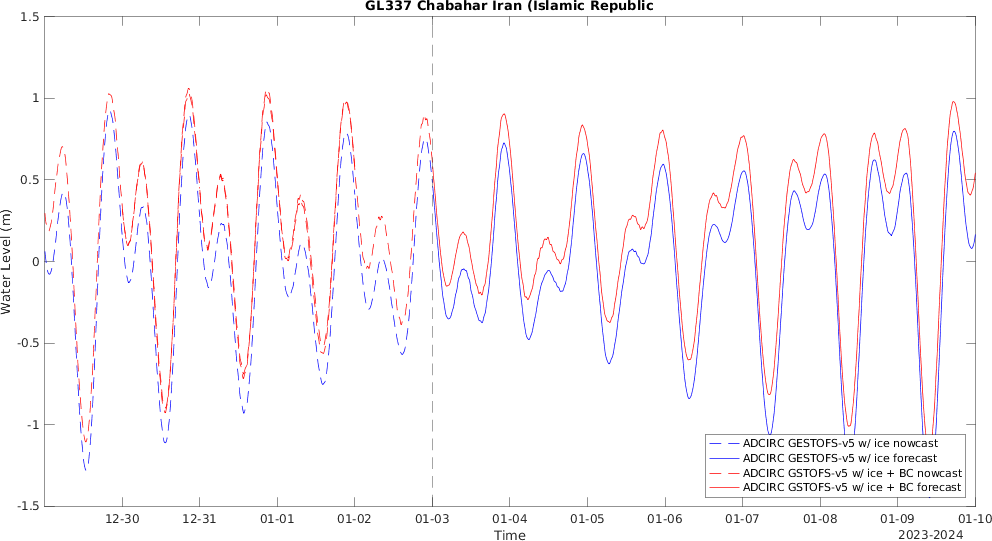 GL337 Chabahar Iran (Islamic Republic
1.5
1
0.5
0
-0.5
-1
-1.5
Water Level (m)
12-30
12-31
01-01
01-02
01-03
01-04
01-05
01-06
01-07
01-08
01-09
01-10
Time
2023-2024
ADCIRC GESTOFS-v5 w/ ice nowcast
ADCIRC GESTOFS-v5 w/ ice forecast
ADCIRC GSTOFS-v5 w/ ice + BC nowcast
ADCIRC GSTOFS-v5 w/ ice + BC forecast